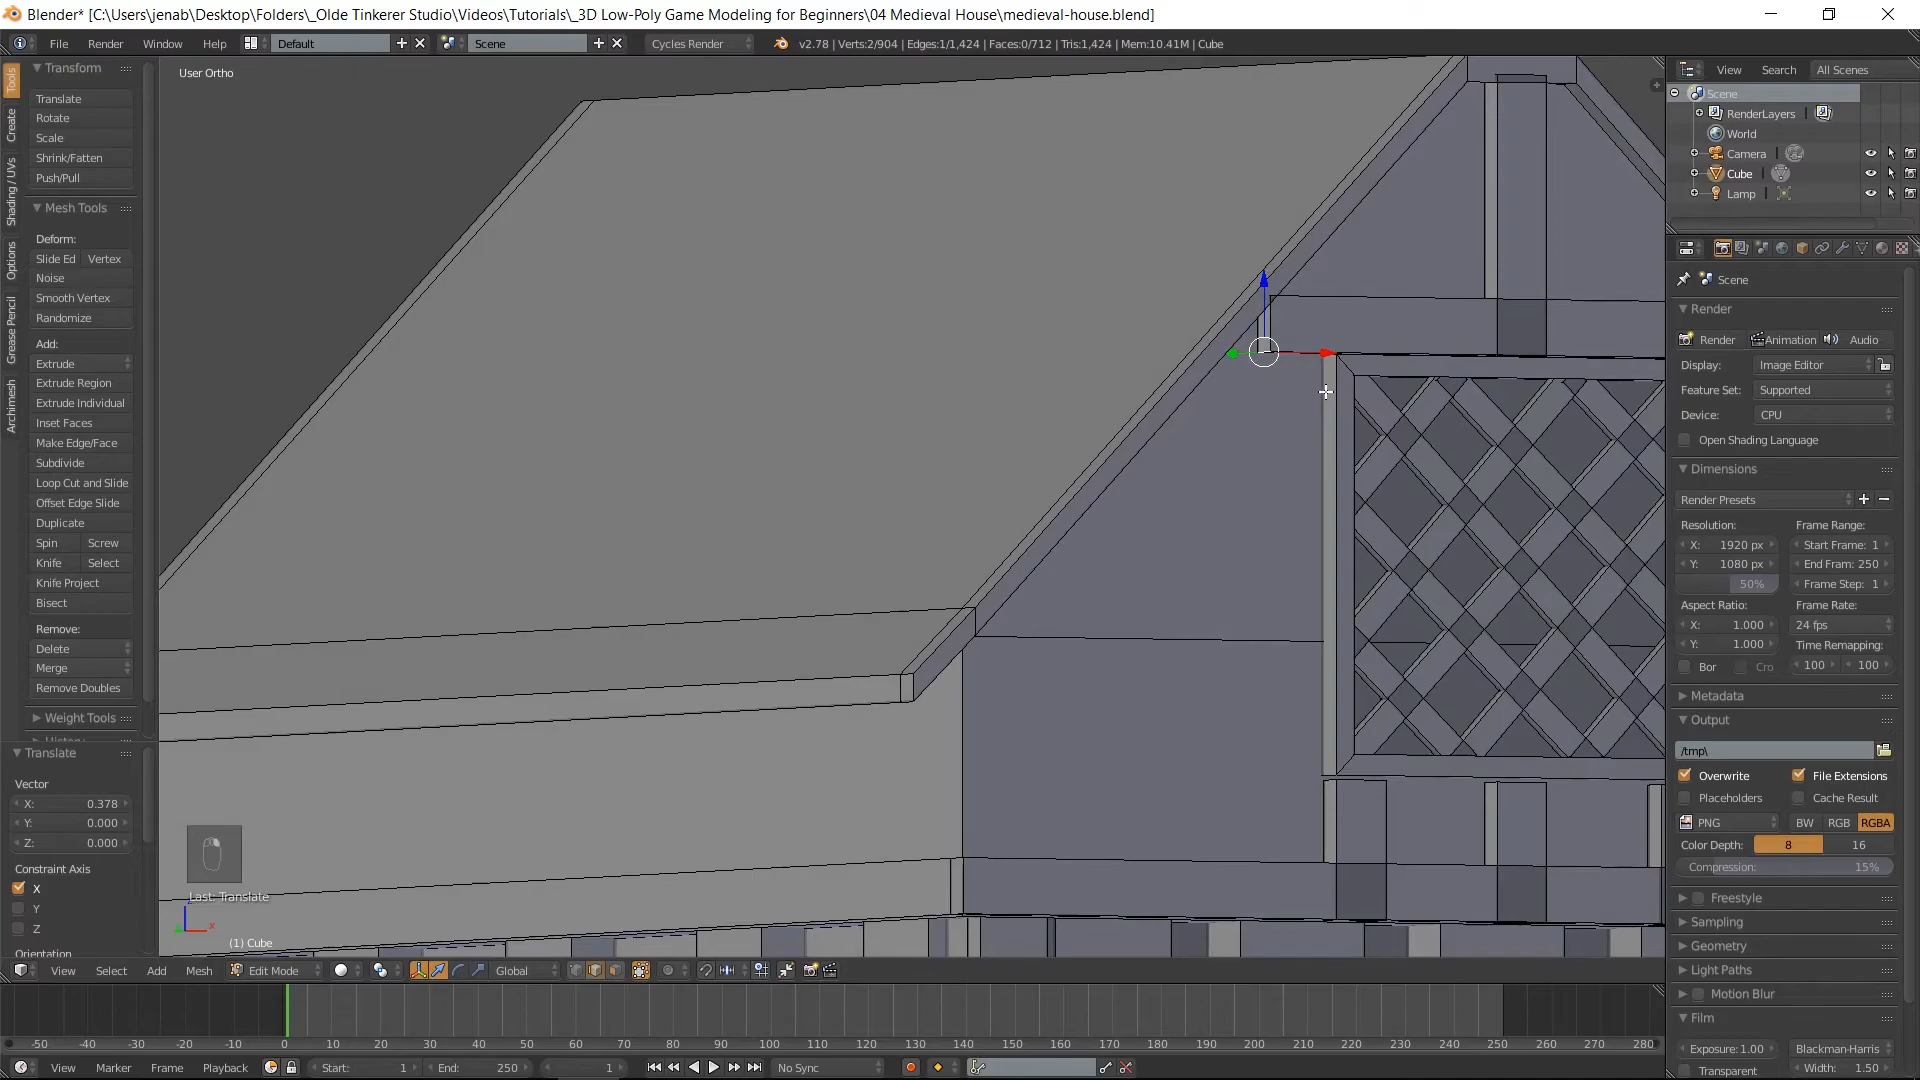 Blender* [C:\Users\jenab\Desktop\Folders\_Olde Tinkerer Studio\Videos\Tutorials\_3D Low-Poly Game Modeling for Beginners\04 Medieval House\medieval-house.blend]
File Render Window Help Default Scene Cycles Render v2.78 | Verts:2/904 | Edges:1/1,424 | Faces:0/712 | Tris:1,424 | Mem:10.41M | Cube
Tools
Create
Shading / UVs
Options
Grease Pencil
Archimesh
Transform
Translate
Rotate
Scale
Shrink/Fatten
Push/Pull
Mesh Tools
Deform:
Slide Ed Vertex
Noise
Smooth Vertex
Randomize
Add:
Extrude
Extrude Region
Extrude Individual
Inset Faces
Make Edge/Face
Subdivide
Loop Cut and Slide
Offset Edge Slide
Duplicate
Spin Screw
Knife Select
Knife Project
Bisect
Remove:
Delete
Merge
Remove Doubles
Weight Tools
Translate
Vector
X: 0.378
Y: 0.000
Z: 0.000
Constraint Axis
X
Y
Z
Orientation
User Ortho
Last: Translate
x
(1) Cube
View Select Add Mesh Edit Mode Global
-50 -40 -30 -20 -10 0 10 20 30 40 50 60 70 80 90 100 110 120 130 140 150 160 170 180 190 200 210 220 230 240 250 260 270 280
View Marker Frame Playback Start: 1 End: 250 1 No Sync
View Search All Scenes
Scene
RenderLayers |
World
Camera |
Cube
Lamp |
Scene
Render
Render Animation Audio
Display: Image Editor
Feature Set: Supported
Device: CPU
Open Shading Language
Dimensions
Render Presets
Resolution: Frame Range:
X: 1920 px Start Frame: 1
Y: 1080 px End Fram: 250
50% Frame Step: 1
Aspect Ratio: Frame Rate:
X: 1.000 24 fps
Y: 1.000 Time Remapping:
Bor Cro 100 100
Metadata
Output
/tmp\
Overwrite File Extensions
Placeholders Cache Result
PNG BW RGB RGBA
Color Depth: 8 16
Compression: 15%
Freestyle
Sampling
Geometry
Light Paths
Motion Blur
Film
Exposure: 1.00 Blackman-Harris
Transparent Width: 1.50